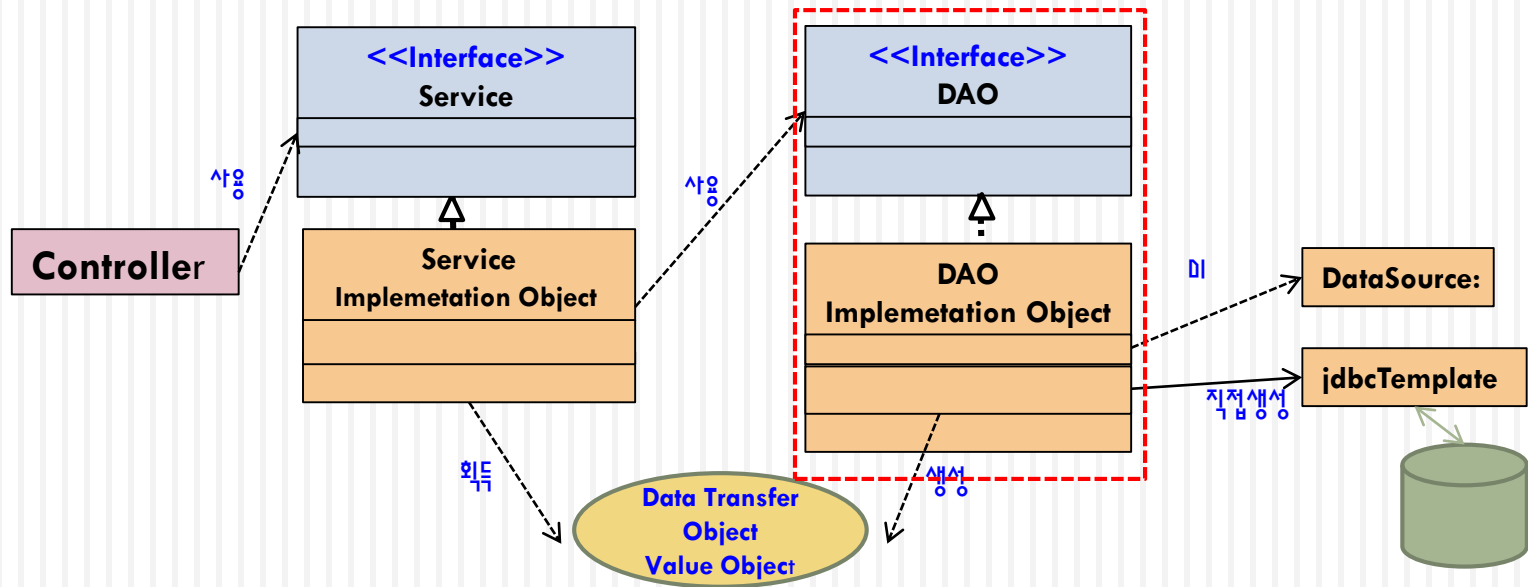 <<Interface>>
Service
<<Interface>>
DAO
사용
사용
Controller
Service
Implemetation Object
DAO
Implemetation Object
DI
DataSource:
jdbcTemplate
직접생성
획득
생성
Data Transfer
Object
Value Object